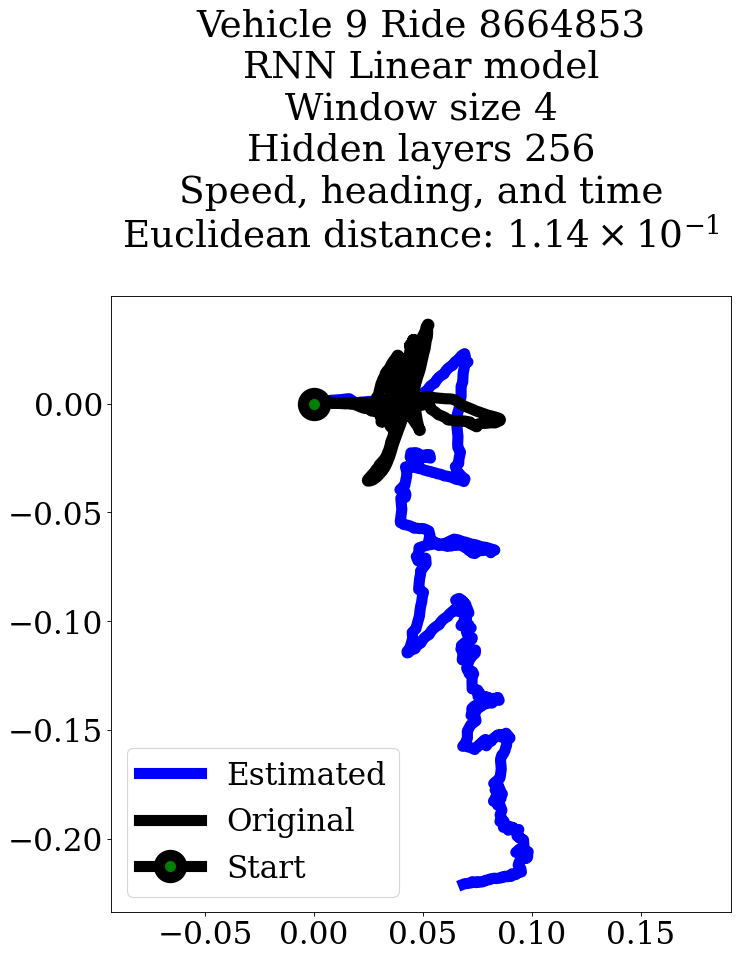 Vehicle 9 Ride 8664853
RNN Linear model
Window size 4
Hidden layers 256
Speed, heading, and time
Euclidean distance: 1.14 × 10⁻¹
0.00
−0.05
−0.10
−0.15
−0.20
Estimated
Original
Start
−0.05 0.00 0.05 0.10 0.15